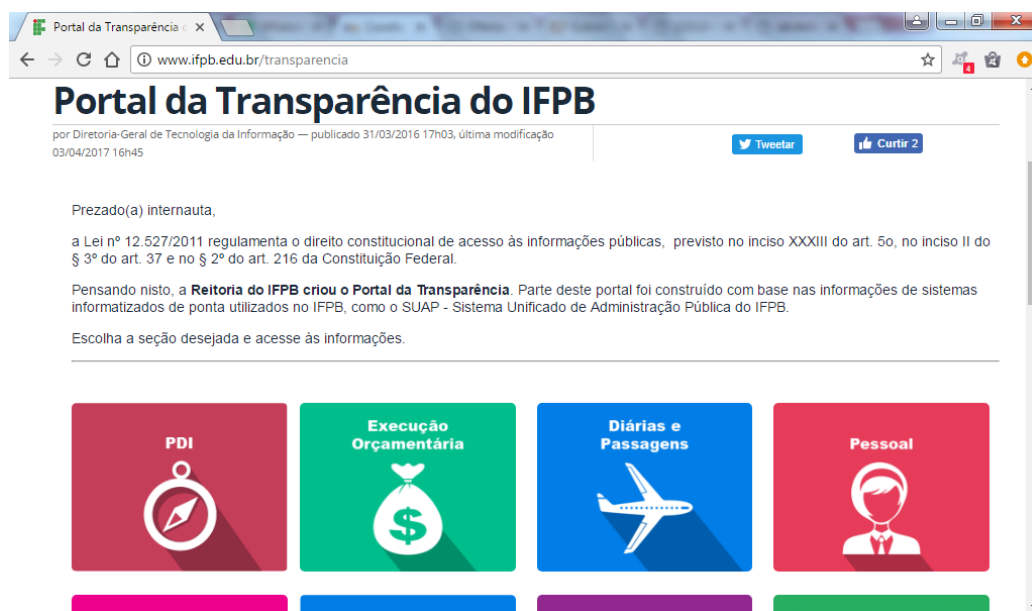 Portal da Transparência
www.ifpb.edu.br/transparencia
4
Portal da Transparência do IFPB
por Diretoria-Geral de Tecnologia da Informação — publicado 31/03/2016 17h03, última modificação
03/04/2017 16h45
Tweetar
Curtir 2
Prezado(a) internauta,
a Lei nº 12.527/2011 regulamenta o direito constitucional de acesso às informações públicas, previsto no inciso XXXIII do art. 5o, no inciso II do
§ 3º do art. 37 e no § 2º do art. 216 da Constituição Federal.
Pensando nisto, a Reitoria do IFPB criou o Portal da Transparência. Parte deste portal foi construído com base nas informações de sistemas
informatizados de ponta utilizados no IFPB, como o SUAP - Sistema Unificado de Administração Pública do IFPB.
Escolha a seção desejada e acesse às informações.
PDI
Execução
Orçamentária
Diárias e
Passagens
Pessoal
$